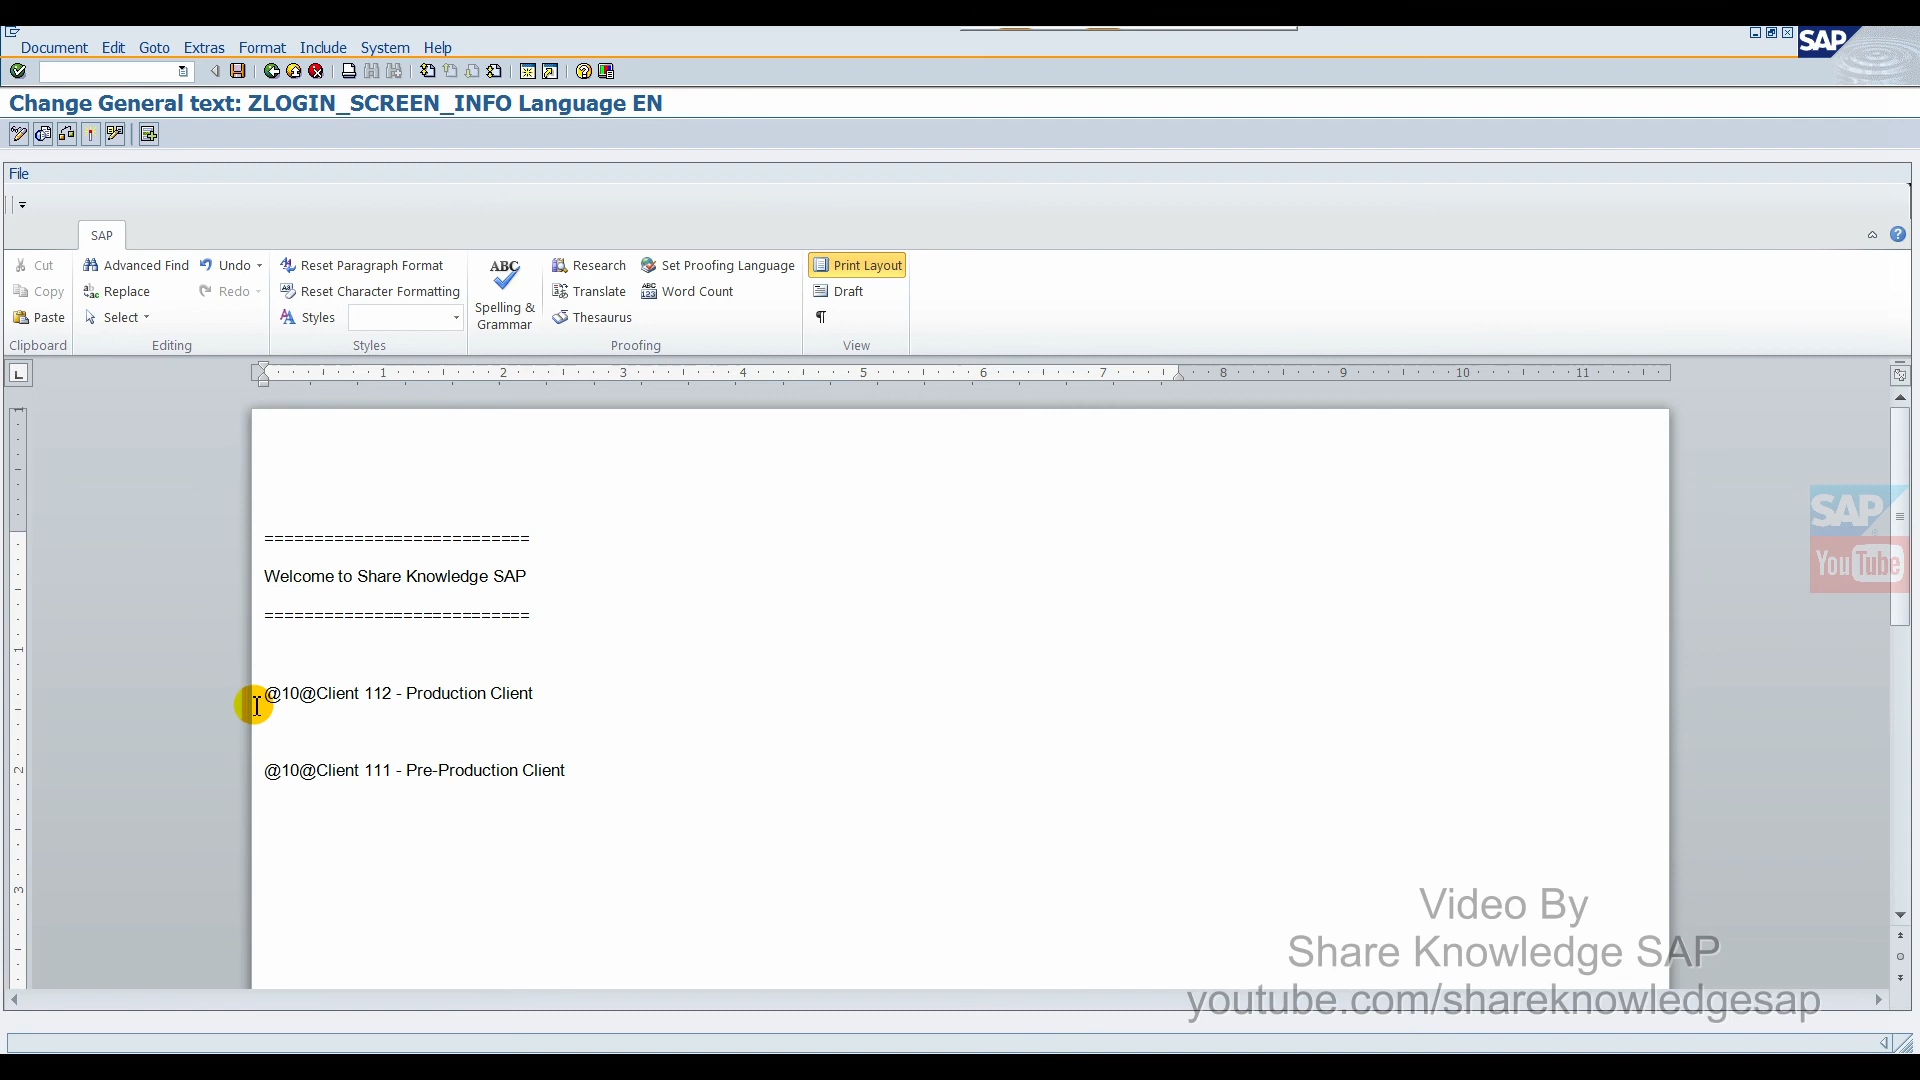 Document Edit Goto Extras Format Include System Help
SAP
Change General text: ZLOGIN_SCREEN_INFO Language EN
File
SAP
Cut Advanced Find Undo Reset Paragraph Format ABC Research Set Proofing Language Print Layout
Copy Replace Redo Reset Character Formatting Translate Word Count Draft
Paste Select Styles Spelling & Grammar Thesaurus ¶
Clipboard Editing Styles Proofing View
L 1 2 3 4 5 6 7 8 9 10 11
==========================
Welcome to Share Knowledge SAP
==========================
@10@Client 112 - Production Client
@10@Client 111 - Pre-Production Client
1
1
2
3
SAP
YouTube
Video By
Share Knowledge SAP
youtube.com/shareknowledgesap